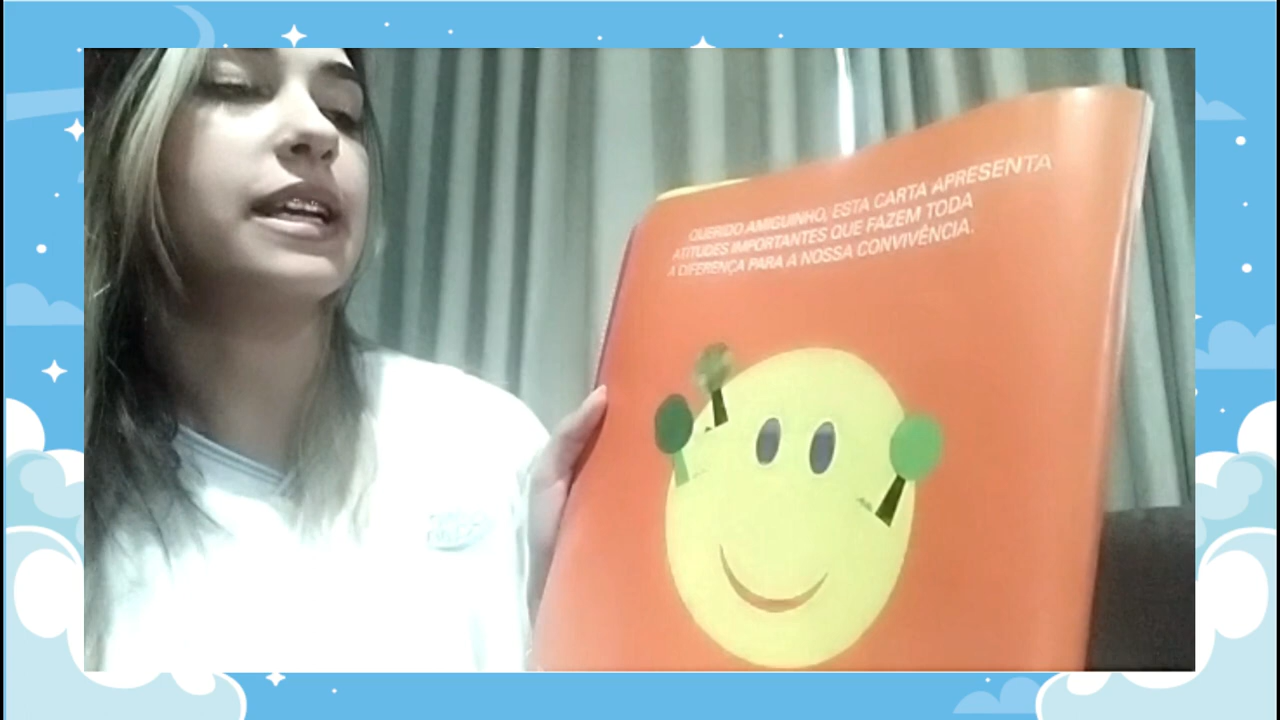 QUERIDO AMIGUINHO, ESTA CARTA APRESENTA
ATITUDES IMPORTANTES QUE FAZEM TODA
A DIFERENÇA PARA A NOSSA CONVIVÊNCIA.